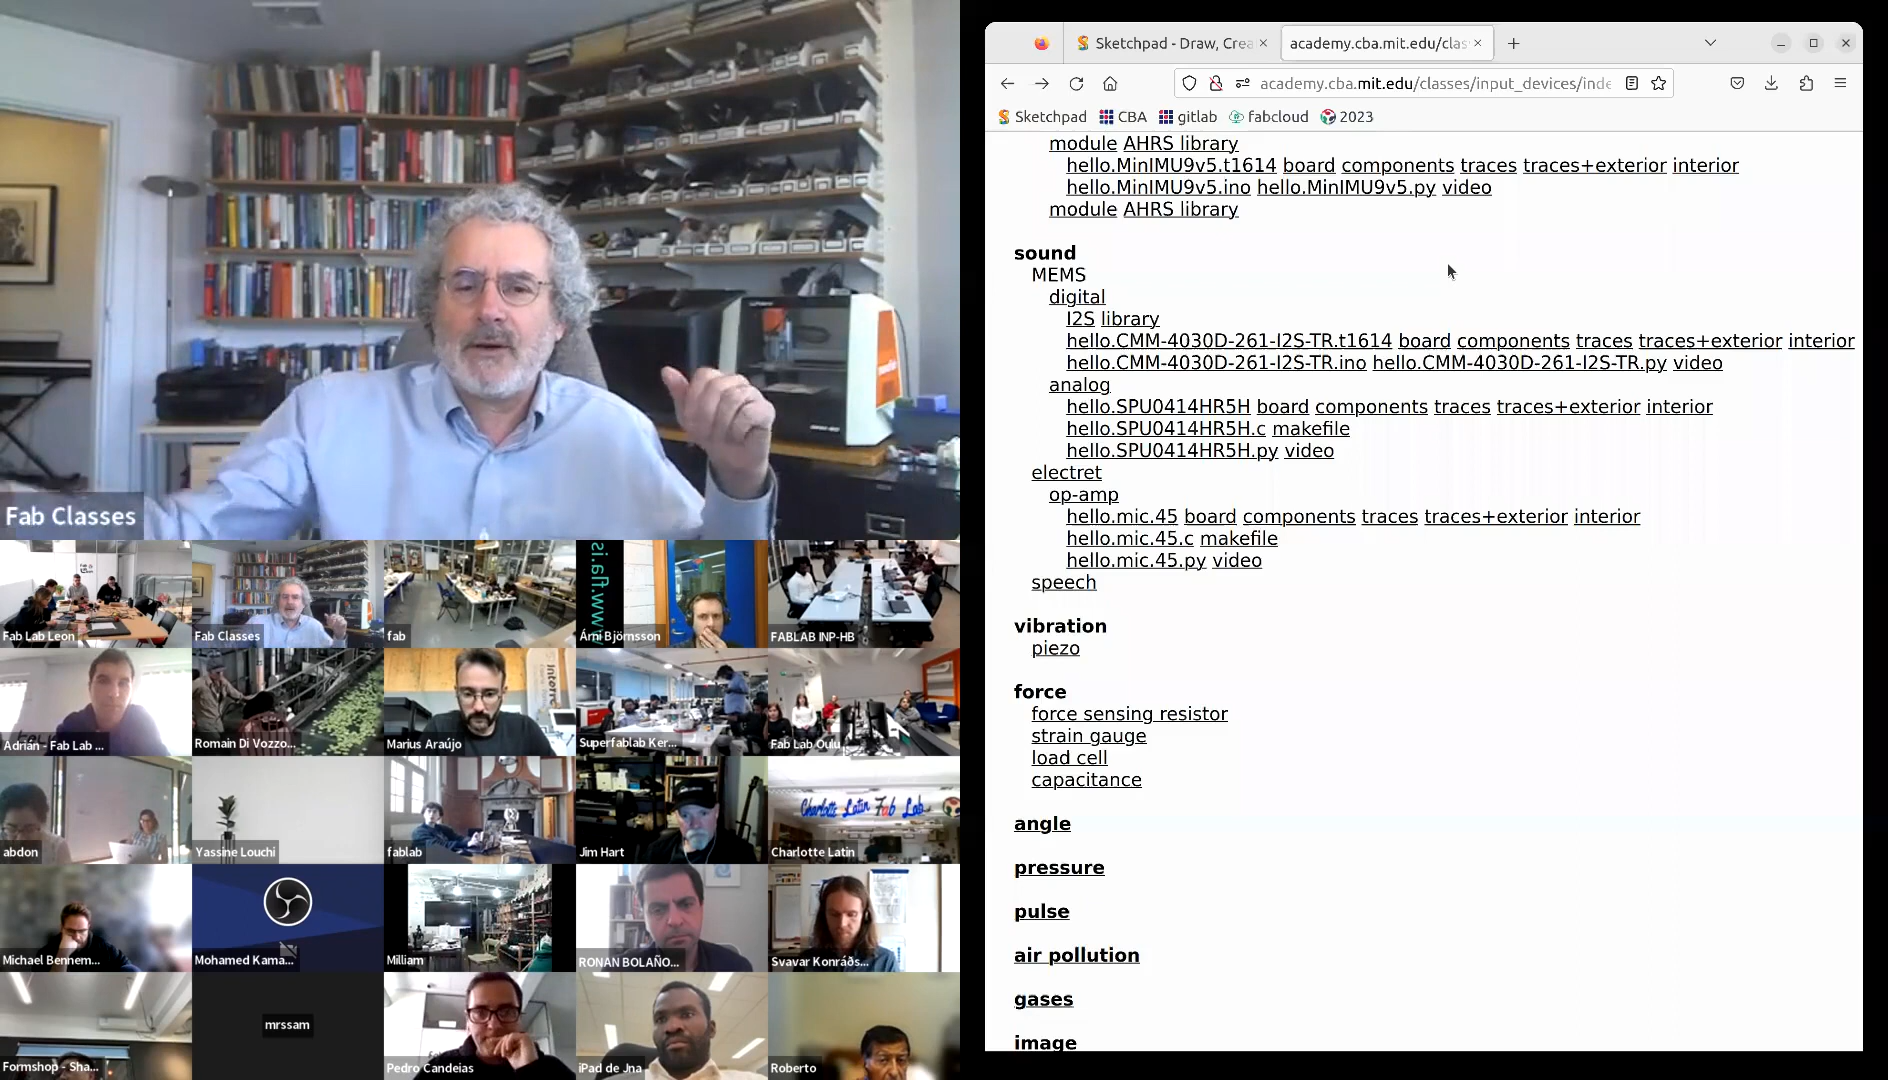 Fab Classes
Fab Lab Leon
Fab Classes
fab
www.fla.is
Árni Björnsson
FABLAB INP-HB
Adrián - Fab Lab ...
Romain Di Vozzo...
Marius Araújo
Superfablab Ker...
Fab Lab Oulu
abdon
Yassine Louchi
fablab
Jim Hart
Charlotte Latin Fab Lab
Charlotte Latin
Michael Bennem...
Mohamed Kama...
Milliam
RONAN BOLAÑO...
Svavar Konráðs...
Formshop - Sha...
mrssam
Pedro Candeias
iPad de Jna
Roberto
Sketchpad - Draw, Crea
academy.cba.mit.edu/clas
academy.cba.mit.edu/classes/input_devices/inde
Sketchpad CBA gitlab fabcloud 2023
module AHRS library
hello.MinIMU9v5.t1614 board components traces traces+exterior interior
hello.MinIMU9v5.ino hello.MinIMU9v5.py video
module AHRS library
sound
MEMS
digital
I2S library
hello.CMM-4030D-261-I2S-TR.t1614 board components traces traces+exterior interior
hello.CMM-4030D-261-I2S-TR.ino hello.CMM-4030D-261-I2S-TR.py video
analog
hello.SPU0414HR5H board components traces traces+exterior interior
hello.SPU0414HR5H.c makefile
hello.SPU0414HR5H.py video
electret
op-amp
hello.mic.45 board components traces traces+exterior interior
hello.mic.45.c makefile
hello.mic.45.py video
speech
vibration
piezo
force
force sensing resistor
strain gauge
load cell
capacitance
angle
pressure
pulse
air pollution
gases
image